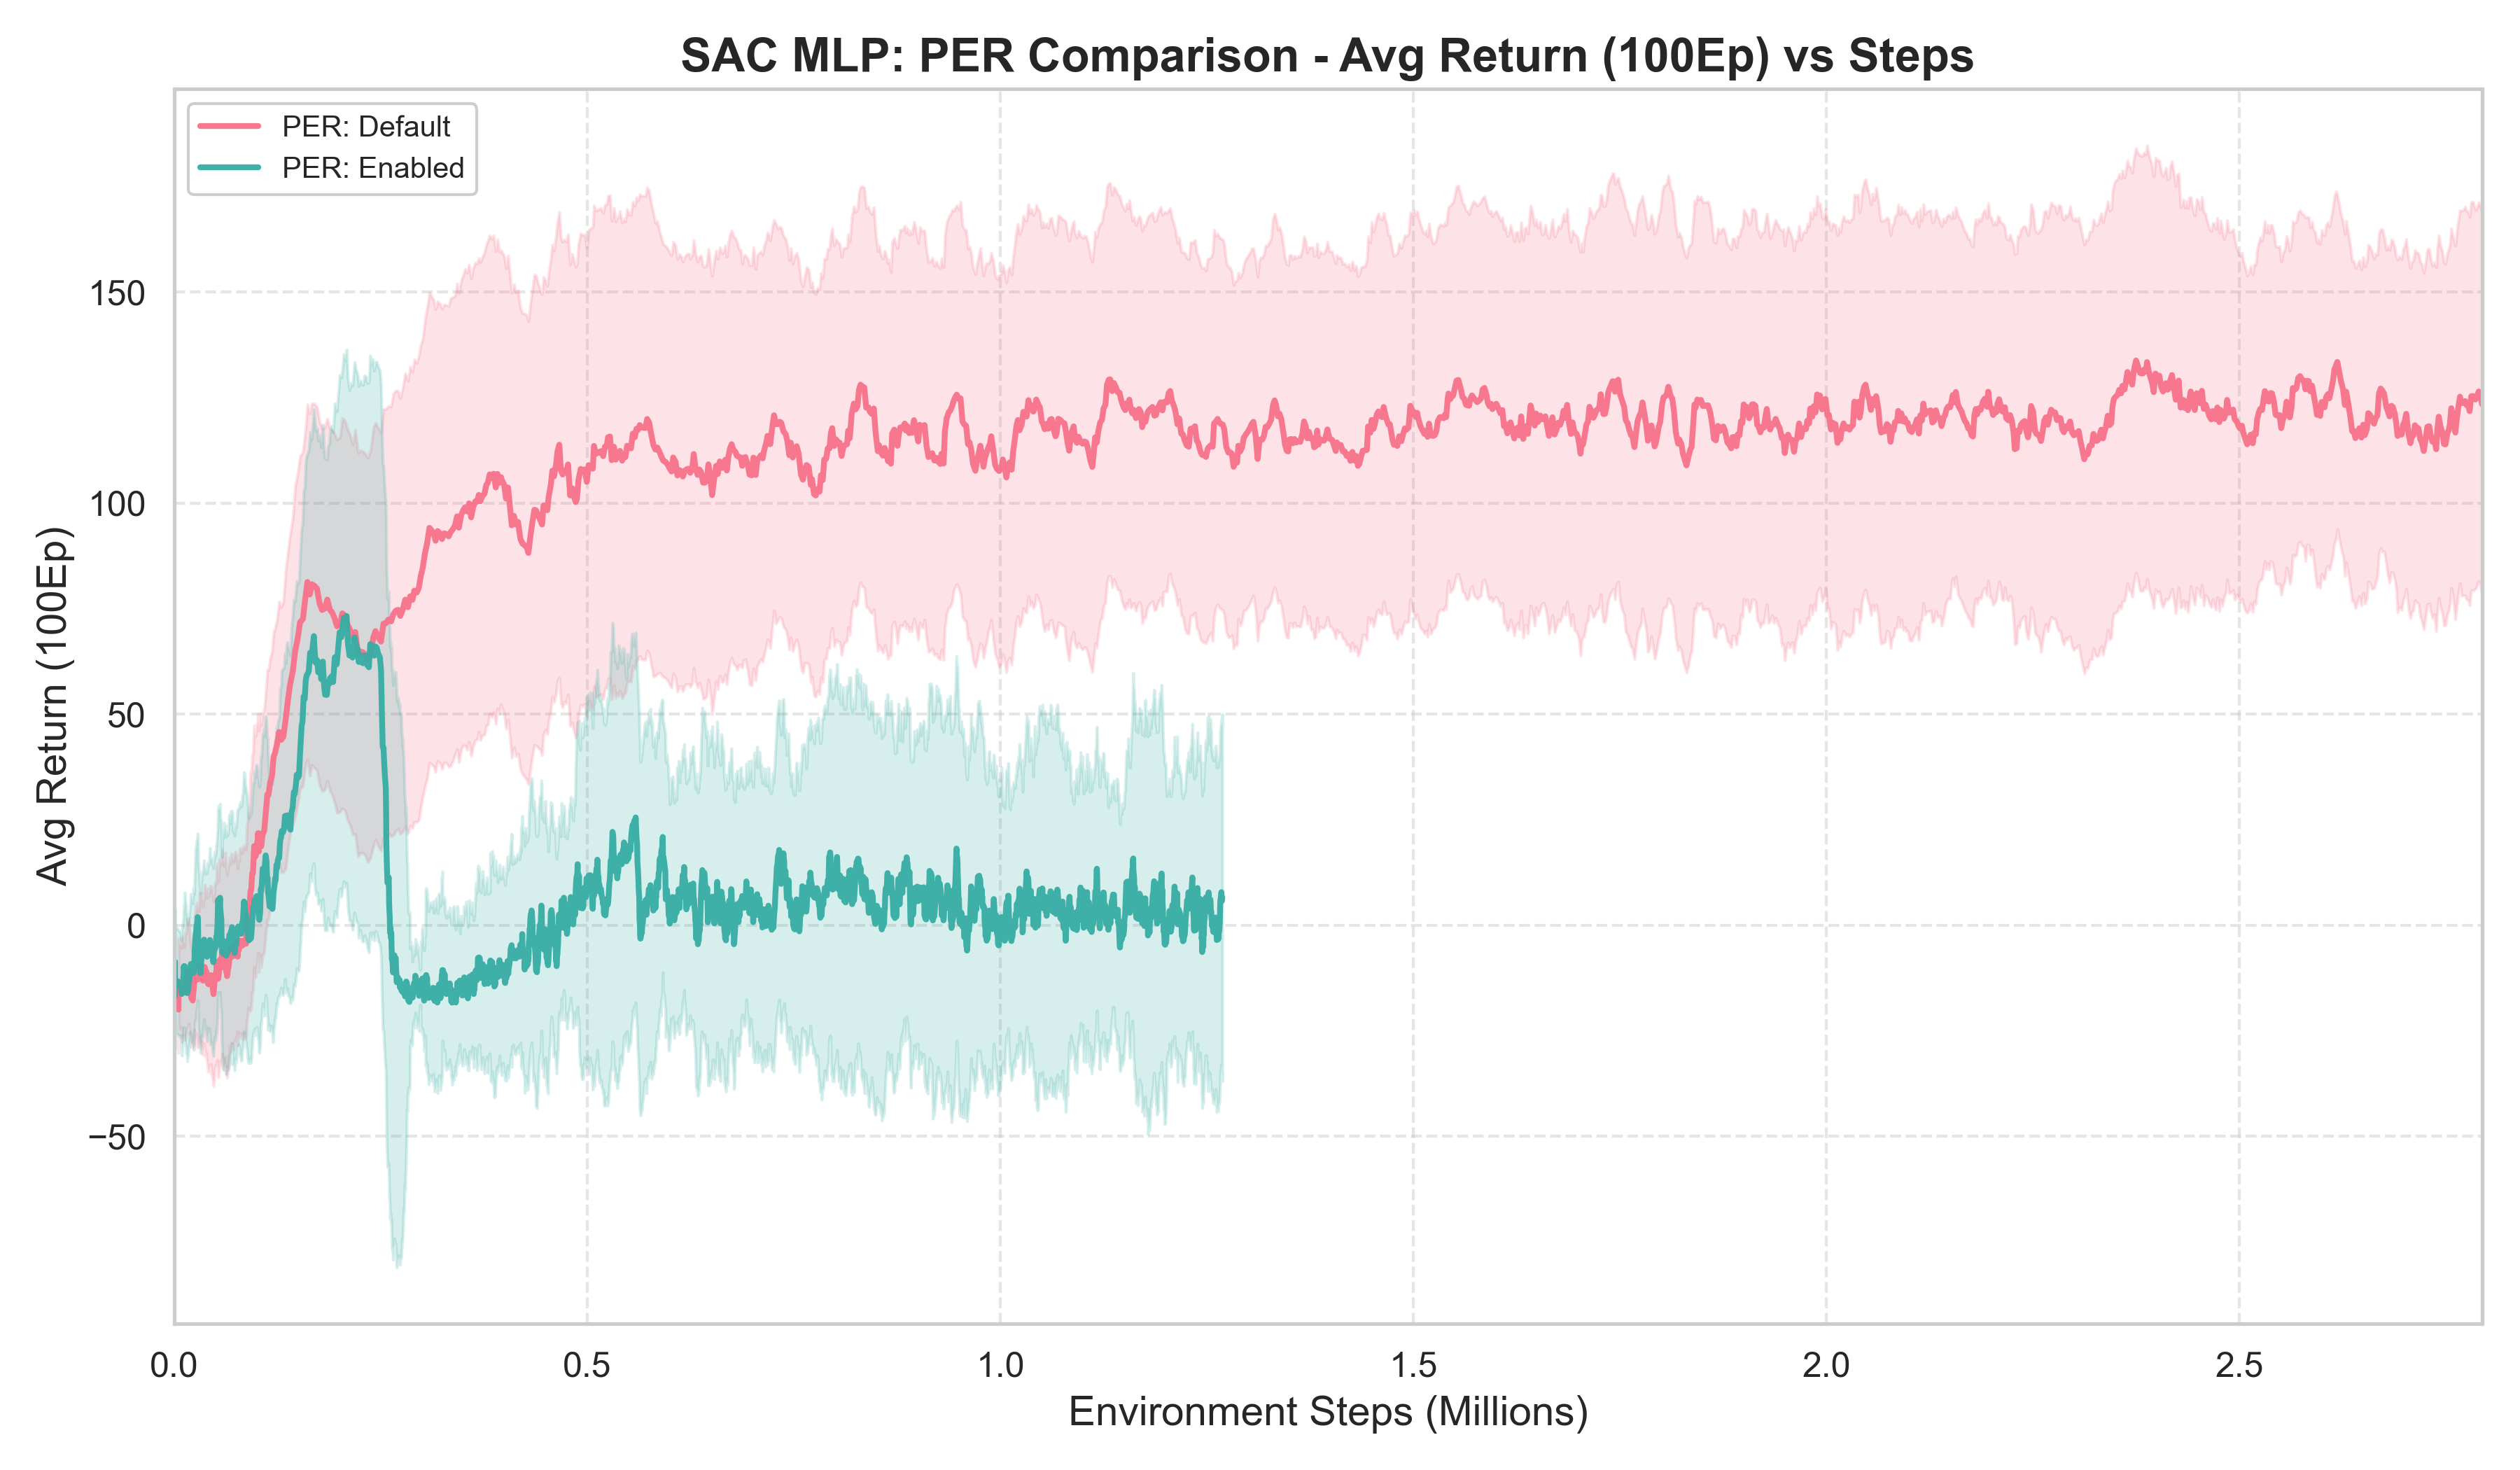 SAC MLP: PER Comparison - Avg Return (100Ep) vs Steps
PER: Default
PER: Enabled
Avg Return (100Ep)
150
100
50
0
−50
0.0
0.5
1.0
1.5
2.0
2.5
Environment Steps (Millions)